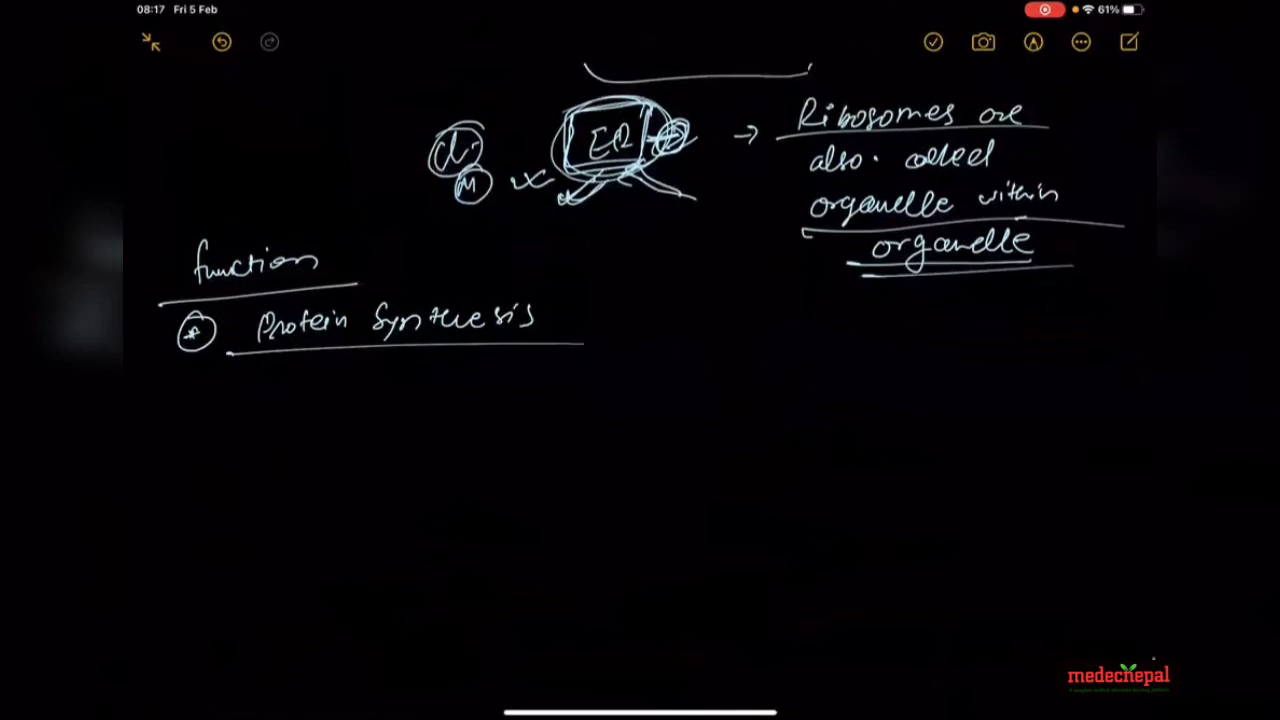 08:17 Fri 5 Feb
61%
ER
M
Ribosomes are
also. called
organelle within
organelle
function
* Protein Synthesis
medecnepal